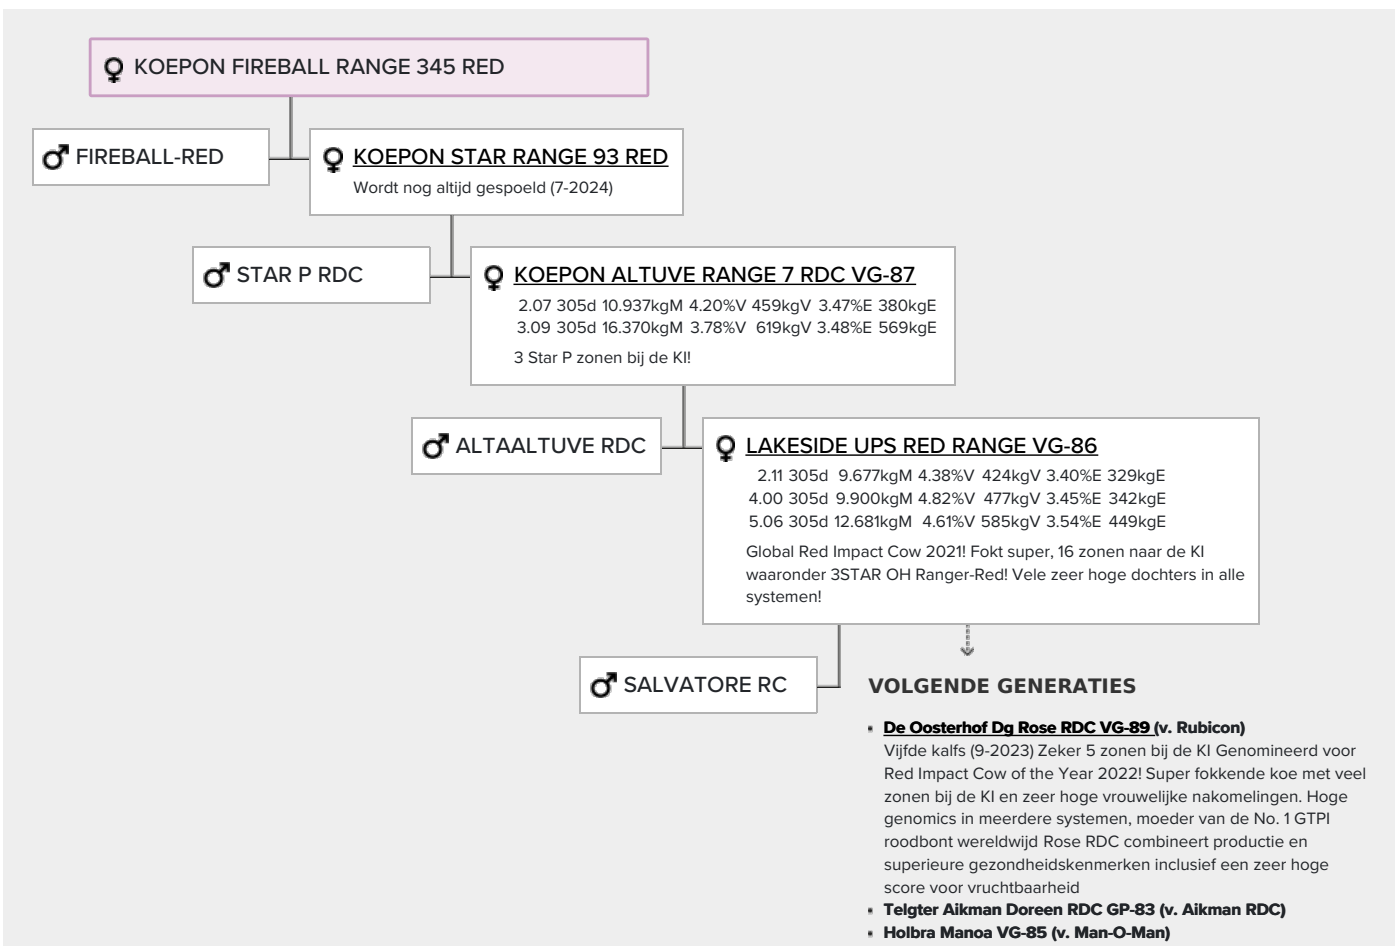 KOEPON FIREBALL RANGE 345 RED
FIREBALL-RED
KOEPON STAR RANGE 93 RED
Wordt nog altijd gespoeld (7-2024)
STAR P RDC
KOEPON ALTUVE RANGE 7 RDC VG-87
2.07 305d 10.937kgM 4.20%V 459kgV 3.47%E 380kgE
3.09 305d 16.370kgM 3.78%V 619kgV 3.48%E 569kgE
3 Star P zonen bij de KI!
ALTAALTUVE RDC
LAKESIDE UPS RED RANGE VG-86
2.11 305d 9.677kgM 4.38%V 424kgV 3.40%E 329kgE
4.00 305d 9.900kgM 4.82%V 477kgV 3.45%E 342kgE
5.06 305d 12.681kgM 4.61%V 585kgV 3.54%E 449kgE
Global Red Impact Cow 2021! Fokt super, 16 zonen naar de KI
waaronder 3STAR OH Ranger-Red! Vele zeer hoge dochters in alle
systemen!
SALVATORE RC
VOLGENDE GENERATIES
De Oosterhof Dg Rose RDC VG-89 (v. Rubicon)
Vijfde kalfs (9-2023) Zeker 5 zonen bij de KI Genomineerd voor
Red Impact Cow of the Year 2022! Super fokkende koe met veel
zonen bij de KI en zeer hoge vrouwelijke nakomelingen. Hoge
genomics in meerdere systemen, moeder van de No. 1 GTPI
roodbont wereldwijd Rose RDC combineert productie en
superieure gezondheidskenmerken inclusief een zeer hoge
score voor vruchtbaarheid
Telgter Aikman Doreen RDC GP-83 (v. Aikman RDC)
Holbra Manoa VG-85 (v. Man-O-Man)